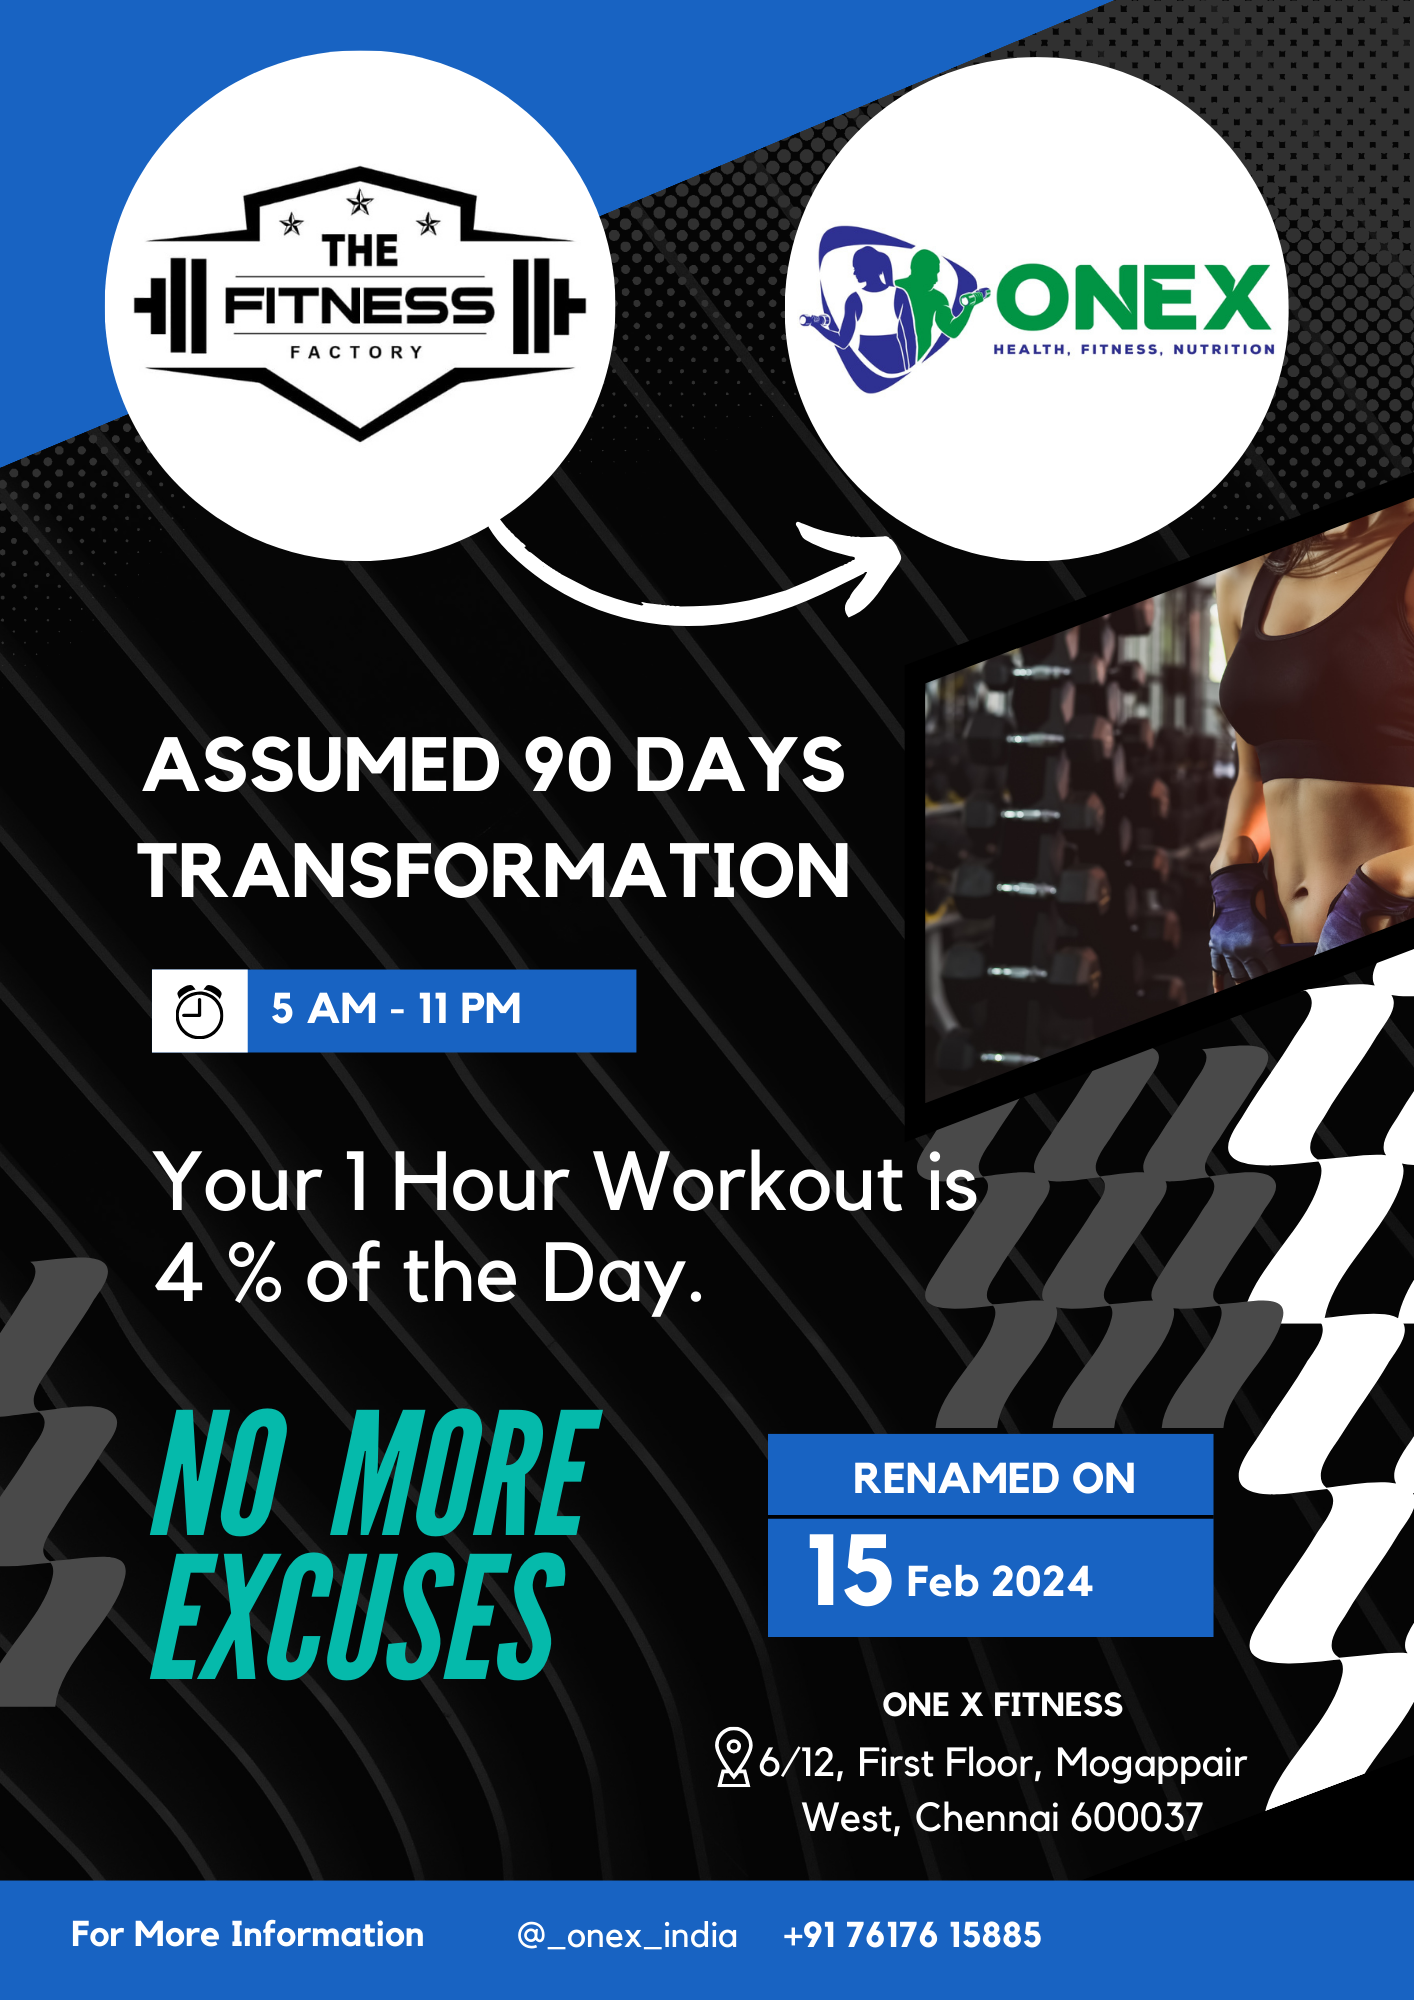 THE
FITNESS
FACTORY
ONEX
HEALTH, FITNESS, NUTRITION
ASSUMED 90 DAYS
TRANSFORMATION
5 AM - 11 PM
Your 1 Hour Workout is
4 % of the Day.
NO MORE
EXCUSES
RENAMED ON
15 Feb 2024
ONE X FITNESS
6/12, First Floor, Mogappair
West, Chennai 600037
For More Information @_onex_india +91 76176 15885